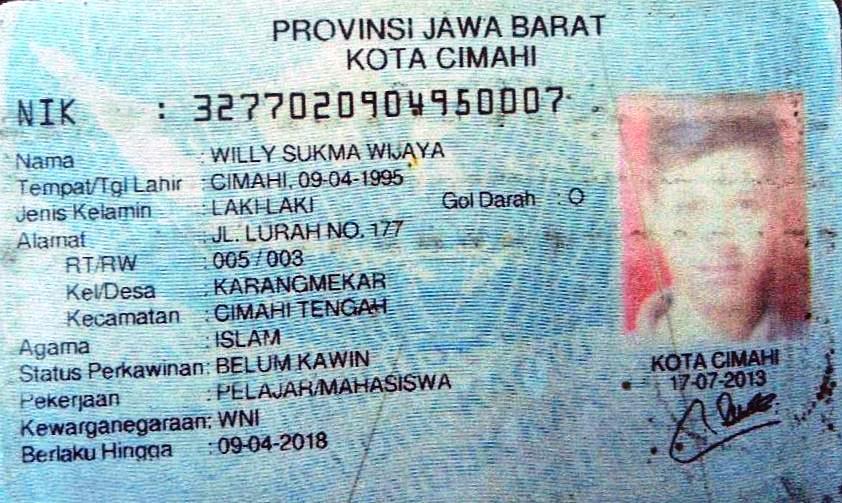 PROVINSI JAWA BARAT
KOTA CIMAHI
NIK : 3277020904950007
Nama : WILLY SUKMA WIJAYA
Tempat/Tgl Lahir : CIMAHI, 09-04-1995
Jenis Kelamin : LAKI-LAKI Gol Darah : O
Alamat : JL. LURAH NO. 177
RT/RW : 005 / 003
Kel/Desa : KARANGMEKAR
Kecamatan : CIMAHI TENGAH
Agama : ISLAM
Status Perkawinan: BELUM KAWIN
Pekerjaan : PELAJAR/MAHASISWA
Kewarganegaraan: WNI
Berlaku Hingga : 09-04-2018
KOTA CIMAHI
17-07-2013